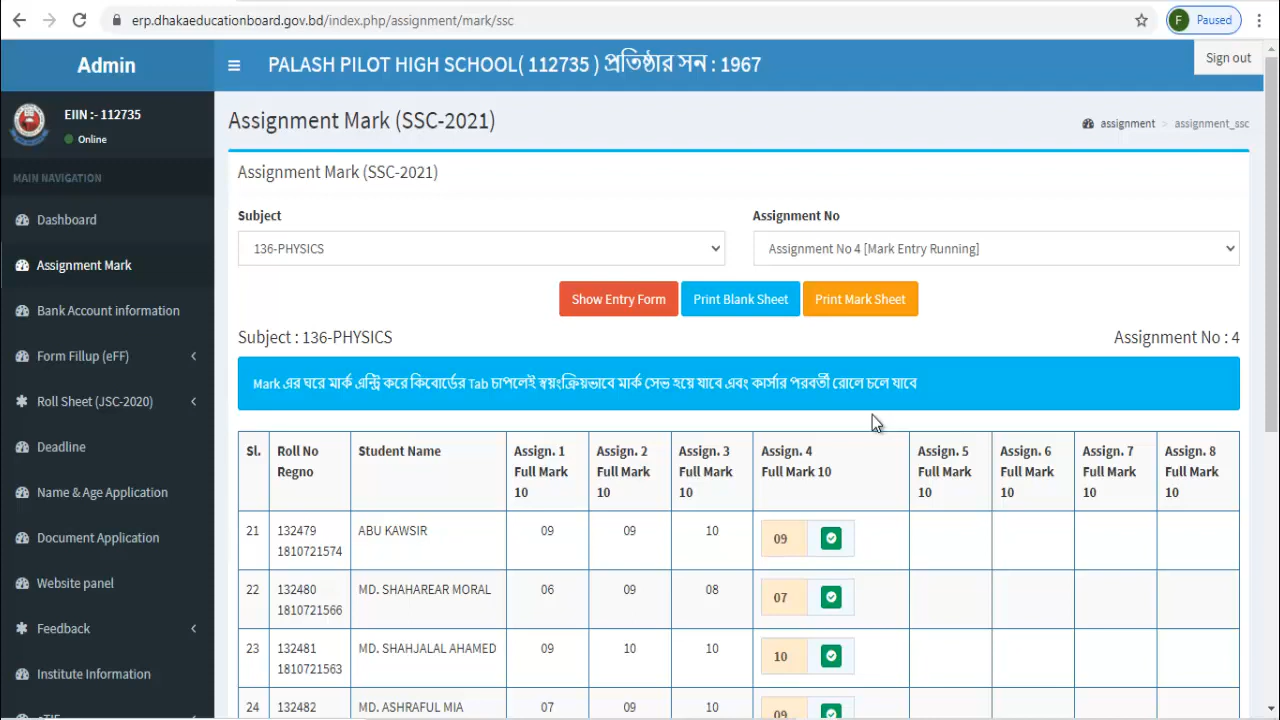 erp.dhakaeducationboard.gov.bd/index.php/assignment/mark/ssc
F Paused
Admin
PALASH PILOT HIGH SCHOOL( 112735 ) প্রতিষ্ঠার সন : 1967
Sign out
EIIN :- 112735
Online
MAIN NAVIGATION
Dashboard
Assignment Mark
Bank Account information
Form Fillup (eFF)
Roll Sheet (JSC-2020)
Deadline
Name & Age Application
Document Application
Website panel
Feedback
Institute Information
eTIF
Assignment Mark (SSC-2021)
assignment > assignment_ssc
Assignment Mark (SSC-2021)
Subject Assignment No
136-PHYSICS Assignment No 4 [Mark Entry Running]
Show Entry Form Print Blank Sheet Print Mark Sheet
Subject : 136-PHYSICS Assignment No : 4
Mark এর ঘরে মার্ক এন্ট্রি করে কিবোর্ডের Tab চাপলেই স্বয়ংক্রিয়ভাবে মার্ক সেভ হয়ে যাবে এবং কার্সার পরবর্তী রোলে চলে যাবে
Sl. Roll No Student Name Assign. 1 Assign. 2 Assign. 3 Assign. 4 Assign. 5 Assign. 6 Assign. 7 Assign. 8
Regno Full Mark Full Mark Full Mark Full Mark 10 Full Mark Full Mark Full Mark Full Mark
10 10 10 10 10 10 10
21 132479 ABU KAWSIR 09 09 10 09
1810721574
22 132480 MD. SHAHAREAR MORAL 06 09 08 07
1810721566
23 132481 MD. SHAHJALAL AHAMED 09 10 10 10
1810721563
24 132482 MD. ASHRAFUL MIA 07 09 10 09